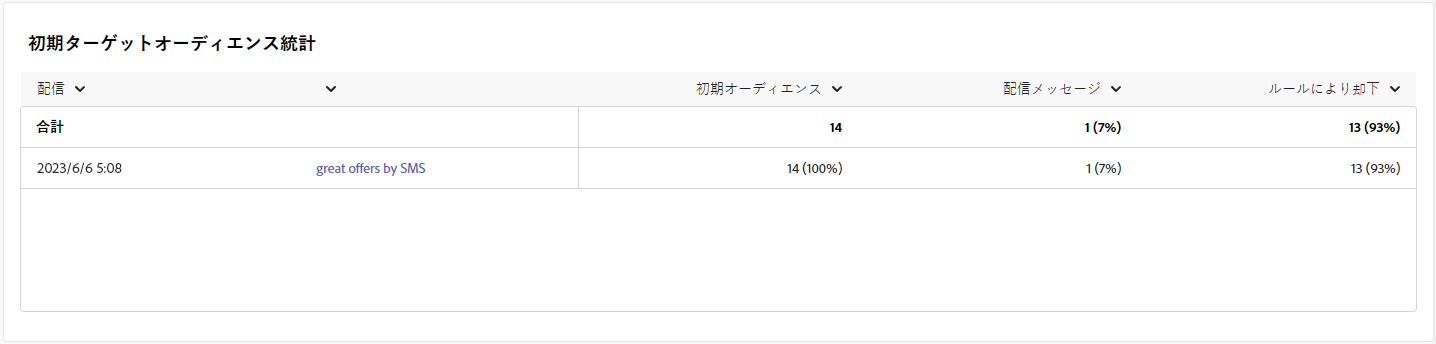 初期ターゲットオーディエンス統計
配信 初期オーディエンス 配信メッセージ ルールにより却下
合計 14 1 (7%) 13 (93%)
2023/6/6 5:08 great offers by SMS 14 (100%) 1 (7%) 13 (93%)